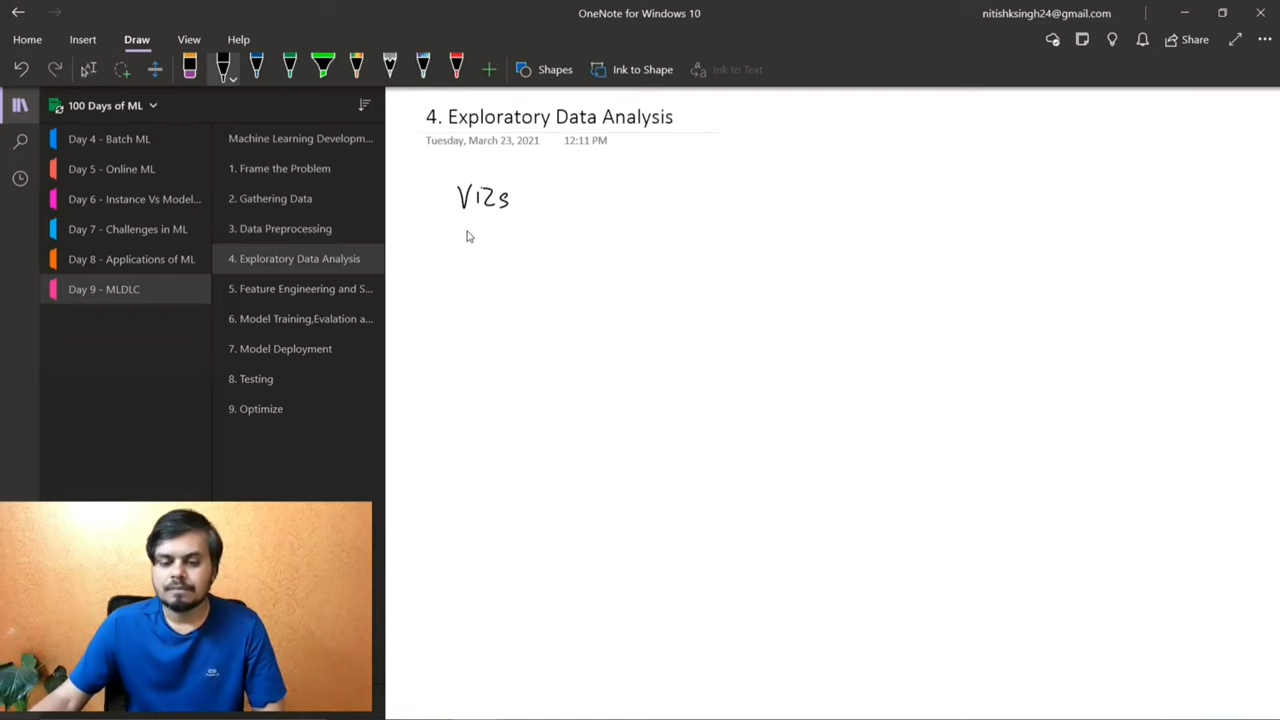 OneNote for Windows 10
nitishksingh24@gmail.com
Home Insert Draw View Help
Share
Shapes Ink to Shape Ink to Text
100 Days of ML
Day 4 - Batch ML
Day 5 - Online ML
Day 6 - Instance Vs Model...
Day 7 - Challenges in ML
Day 8 - Applications of ML
Day 9 - MLDLC
Machine Learning Developm...
1. Frame the Problem
2. Gathering Data
3. Data Preprocessing
4. Exploratory Data Analysis
5. Feature Engineering and S...
6. Model Training,Evalation a...
7. Model Deployment
8. Testing
9. Optimize
4. Exploratory Data Analysis
Tuesday, March 23, 2021 12:11 PM
VIZs